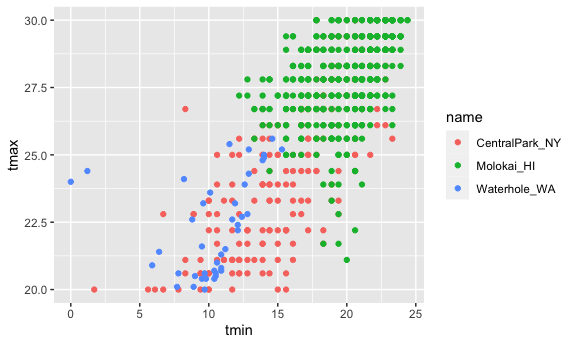 30.0
27.5
25.0
22.5
20.0
tmax
0 5 10 15 20 25
tmin
name
CentralPark_NY
Molokai_HI
Waterhole_WA